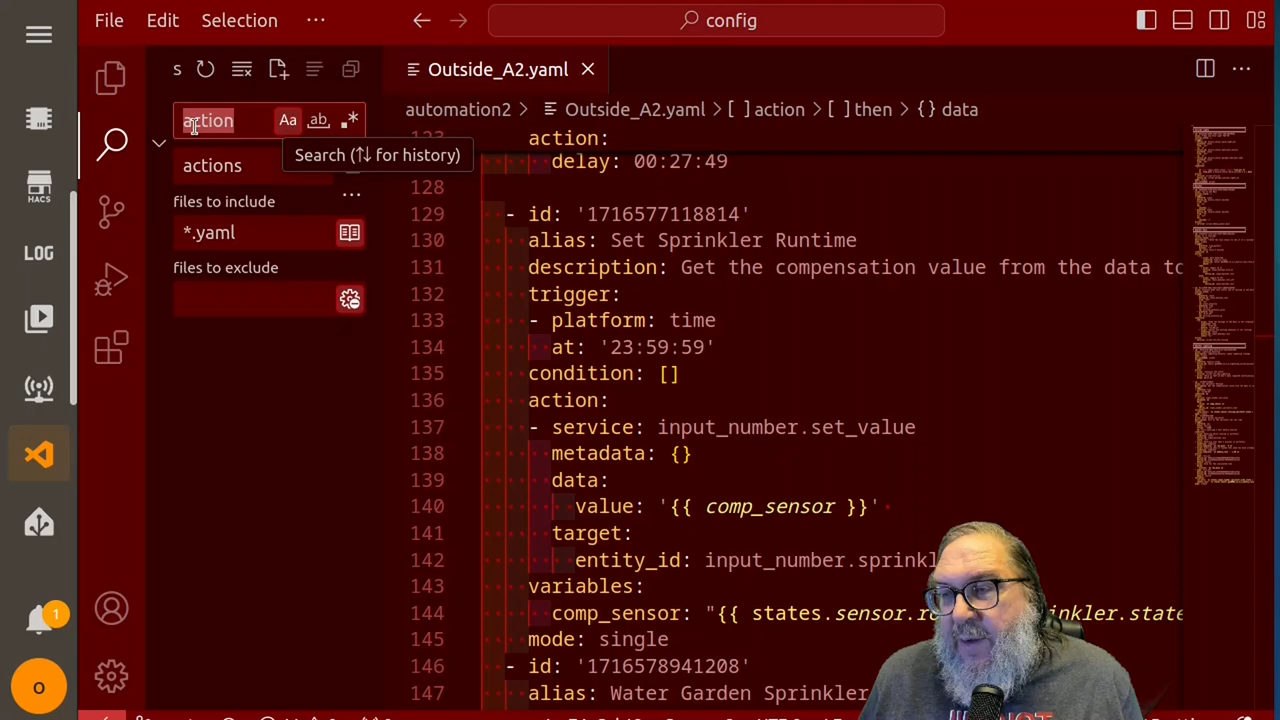 File Edit Selection ··· config
s Outside_A2.yaml
action Aa ab .*
automation2 > Outside_A2.yaml > [ ] action > [ ] then > { } data
Search (⇅ for history)
actions
files to include
*.yaml
files to exclude
HACS
LOG
1
o
action:
delay: 00:27:49
128
129 - id: '1716577118814'
130 alias: Set Sprinkler Runtime
131 description: Get the compensation value from the data to
132 trigger:
133 - platform: time
134 at: '23:59:59'
135 condition: []
136 action:
137 - service: input_number.set_value
138 metadata: {}
139 data:
140 value: '{{ comp_sensor }}'
141 target:
142 entity_id: input_number.sprinkl
143 variables:
144 comp_sensor: "{{ states.sensor. inkler.state
145 mode: single
146 - id: '1716578941208'
147 alias: Water Garden Sprinkler